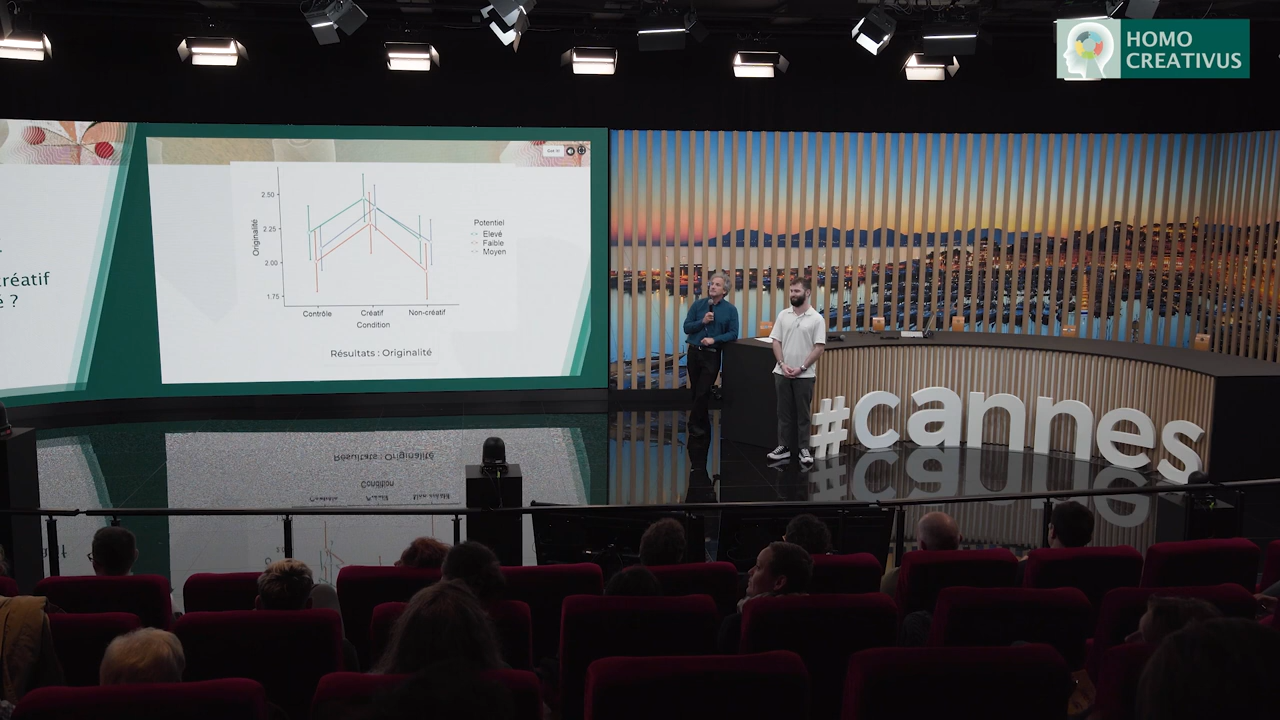 HOMO
CREATIVUS
réatif
é ?
2.50
2.25
2.00
1.75
Originalité
Potentiel
Elevé
Faible
Moyen
Contrôle
Créatif
Non-créatif
Condition
Résultats : Originalité
#cannes